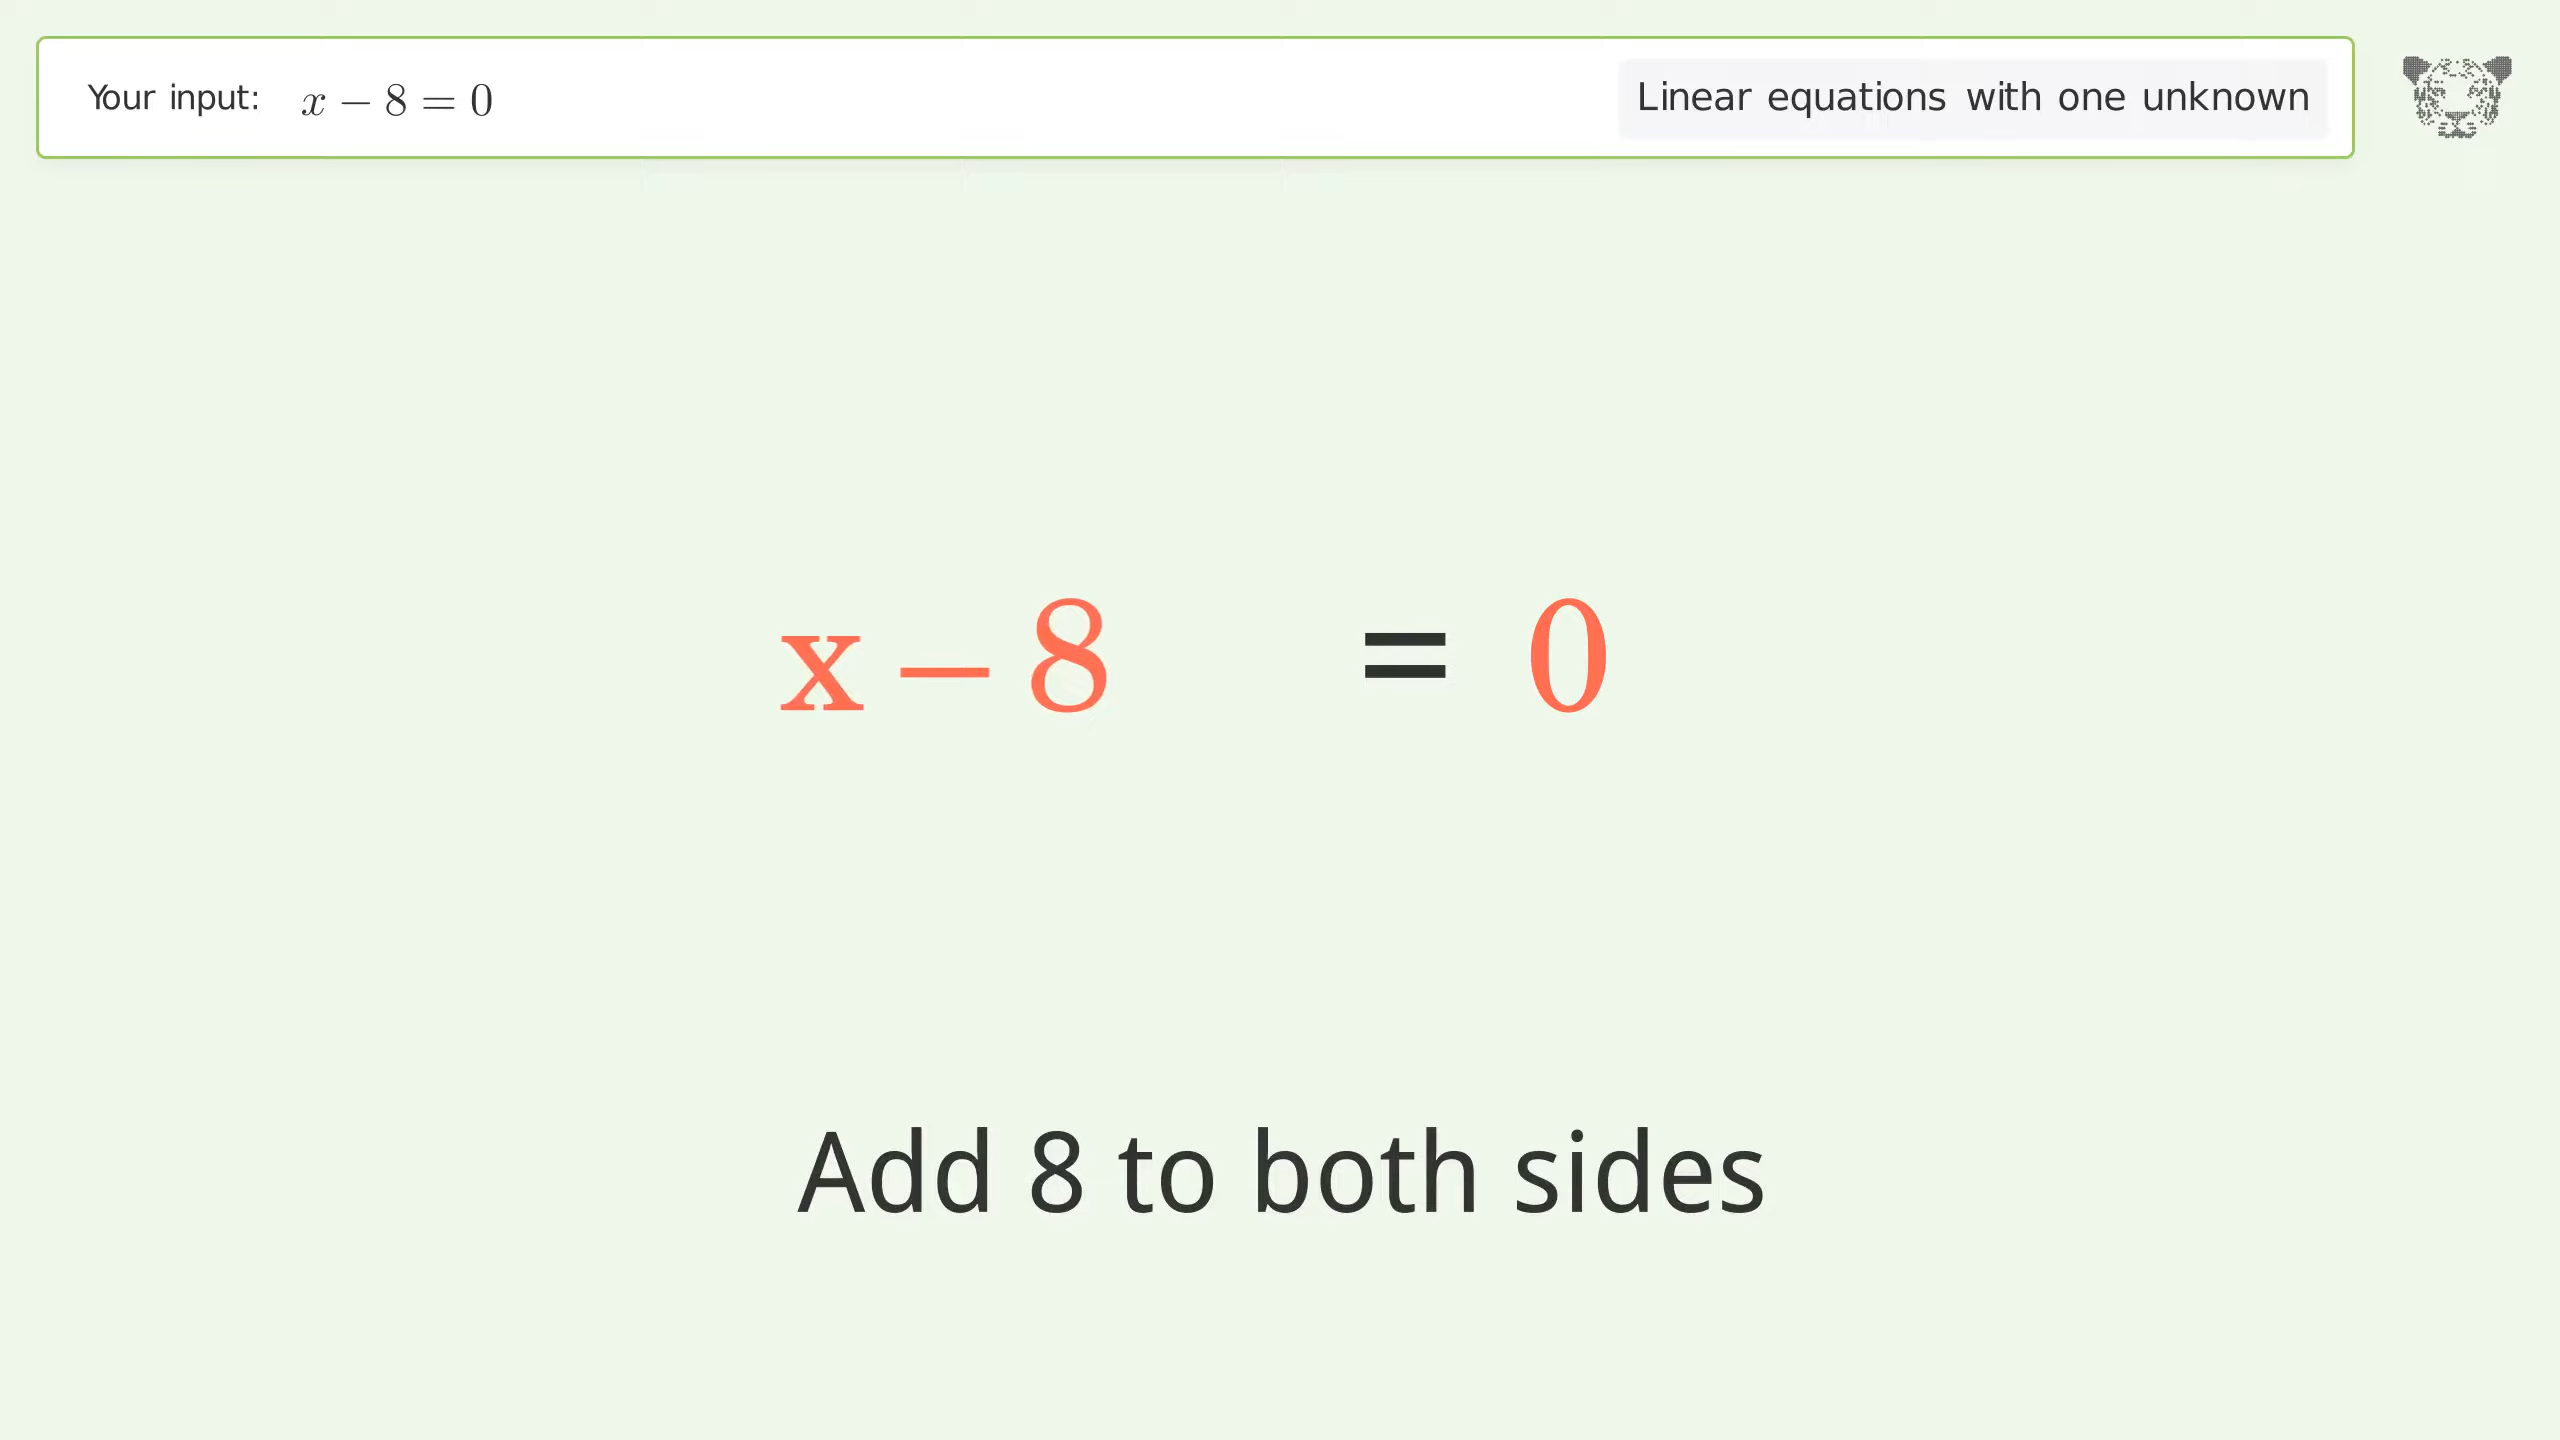 Your input: x − 8 = 0
Linear equations with one unknown
x − 8 = 0
Add 8 to both sides